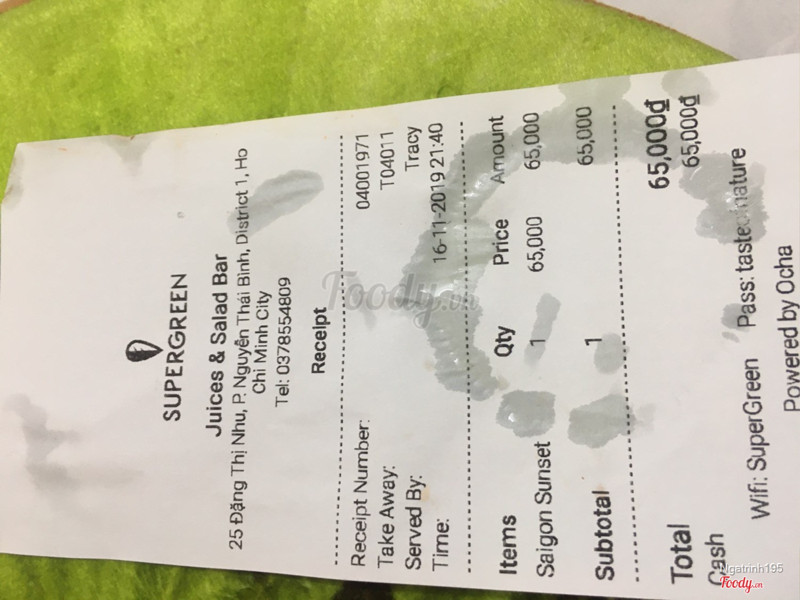 SUPERGREEN
Juices & Salad Bar
25 Đặng Thị Nhu, P. Nguyễn Thái Bình, District 1, Ho
Chi Minh City
Tel: 0378554809
Receipt
Receipt Number: 04001971
Take Away: T04011
Served By: Tracy
Time: 16-11-2019 21:40
Items Qty Price Amount
Saigon Sunset 1 65,000 65,000
Subtotal 1 65,000
Total 65,000₫
Cash 65,000₫
Wifi: SuperGreen Pass: tasteofnature
Powered by Ocha
Foody.vn
Ngatrinh195
Foody.vn